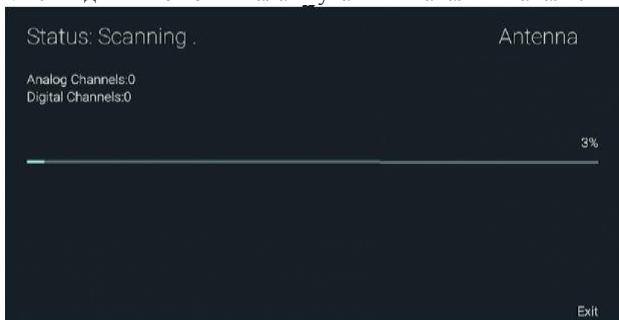 Status: Scanning .
Antenna
Analog Channels:0
Digital Channels:0
3%
Exit